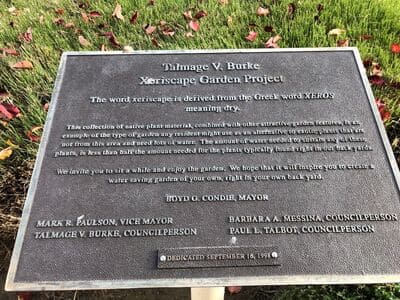 Talmage V. Burke
Xeriscape Garden Project
The word xeriscape is derived from the Greek word XEROS
meaning dry.
This collection of native plant material, combined with other attractive garden features, is an
example of the type of garden any resident might use as an alternative to exotic plants that are
not from this area and need lots of water. The amount of water needed to sustain any of these
plants, is less than half the amount needed for the plants typically found right in our back yards.
We invite you to sit a while and enjoy the garden. We hope that it will inspire you to create a
water saving garden of your own, right in your own back yard.
BOYD G. CONDIE, MAYOR
MARK R. PAULSON, VICE MAYOR
TALMAGE V. BURKE, COUNCILPERSON
BARBARA A. MESSINA, COUNCILPERSON
PAUL E. TALBOT, COUNCILPERSON
DEDICATED SEPTEMBER 16, 1998